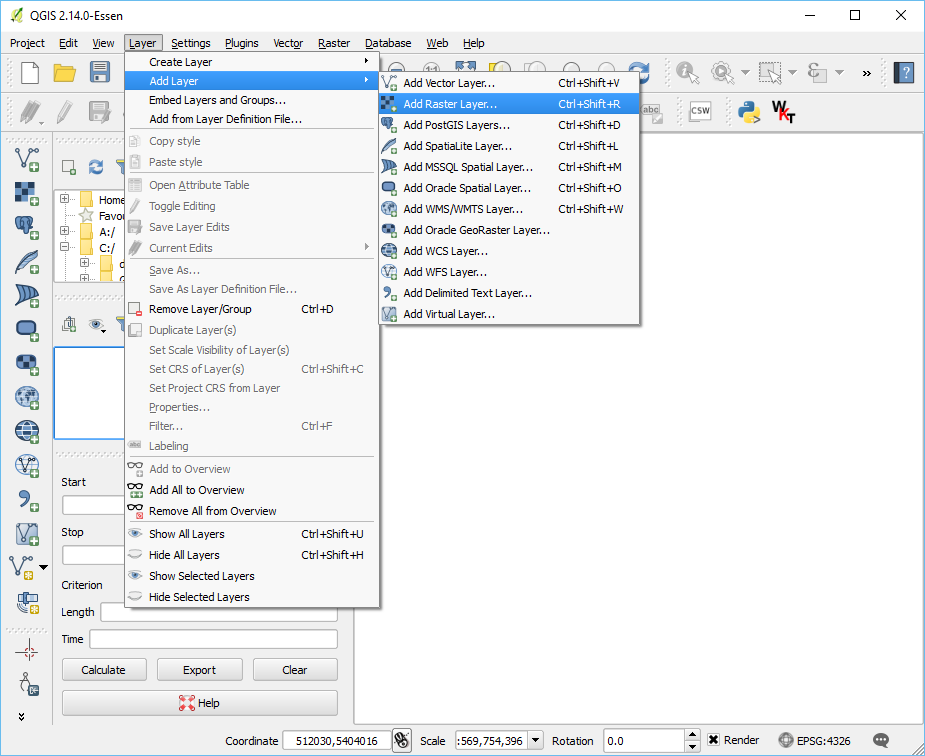 QGIS 2.14.0-Essen
Project Edit View Layer Settings Plugins Vector Raster Database Web Help
Create Layer
Add Layer
Embed Layers and Groups...
Add from Layer Definition File...
Copy style
Paste style
Open Attribute Table
Toggle Editing
Save Layer Edits
Current Edits
Save As...
Save As Layer Definition File...
Remove Layer/Group Ctrl+D
Duplicate Layer(s)
Set Scale Visibility of Layer(s)
Set CRS of Layer(s) Ctrl+Shift+C
Set Project CRS from Layer
Properties...
Filter... Ctrl+F
abc Labeling
Add to Overview
Add All to Overview
Remove All from Overview
Show All Layers Ctrl+Shift+U
Hide All Layers Ctrl+Shift+H
Show Selected Layers
Hide Selected Layers
Add Vector Layer... Ctrl+Shift+V
Add Raster Layer... Ctrl+Shift+R
Add PostGIS Layers... Ctrl+Shift+D
Add SpatiaLite Layer... Ctrl+Shift+L
Add MSSQL Spatial Layer... Ctrl+Shift+M
Add Oracle Spatial Layer... Ctrl+Shift+O
Add WMS/WMTS Layer... Ctrl+Shift+W
Add Oracle GeoRaster Layer...
Add WCS Layer...
Add WFS Layer...
Add Delimited Text Layer...
Add Virtual Layer...
abc CSW WKT
Home
Favo
A:/
C:/
Start
Stop
Criterion
Length
Time
Calculate Export Clear
Help
Coordinate 512030,5404016 Scale :569,754,396 Rotation 0.0 Render EPSG:4326